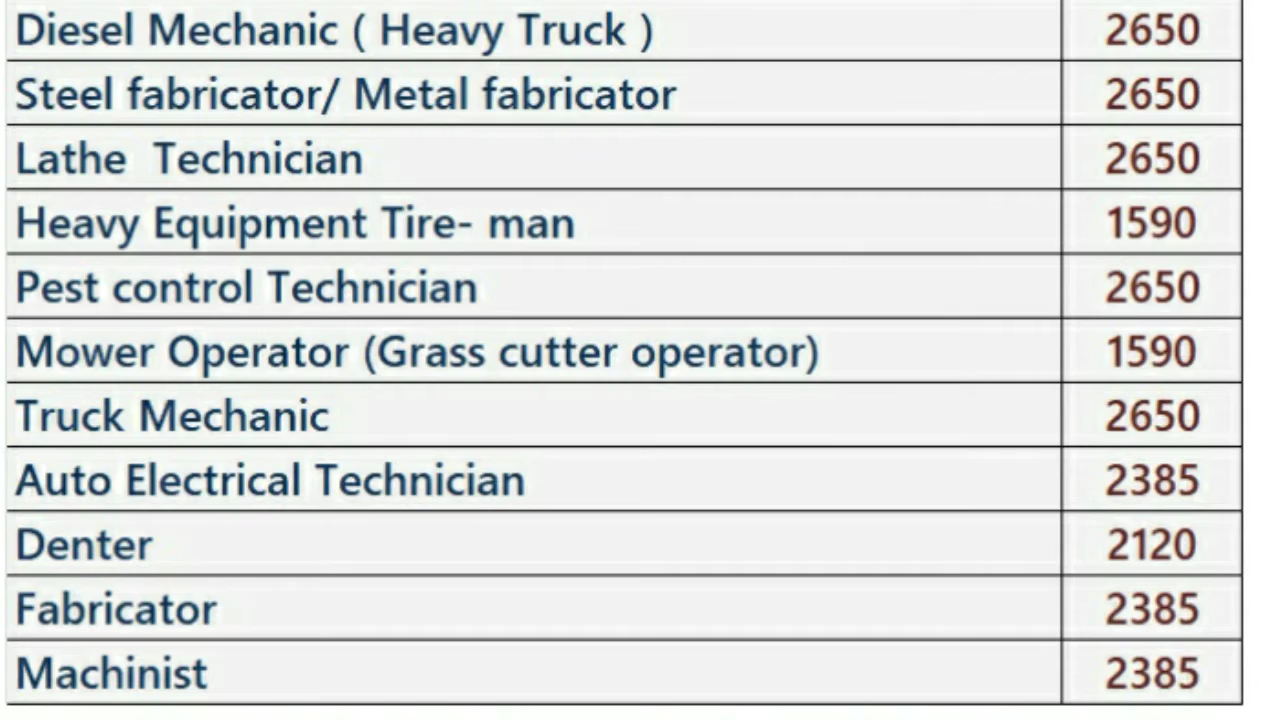 Diesel Mechanic ( Heavy Truck ) 2650
Steel fabricator/ Metal fabricator 2650
Lathe  Technician 2650
Heavy Equipment Tire- man 1590
Pest control Technician 2650
Mower Operator (Grass cutter operator) 1590
Truck Mechanic 2650
Auto Electrical Technician 2385
Denter 2120
Fabricator 2385
Machinist 2385